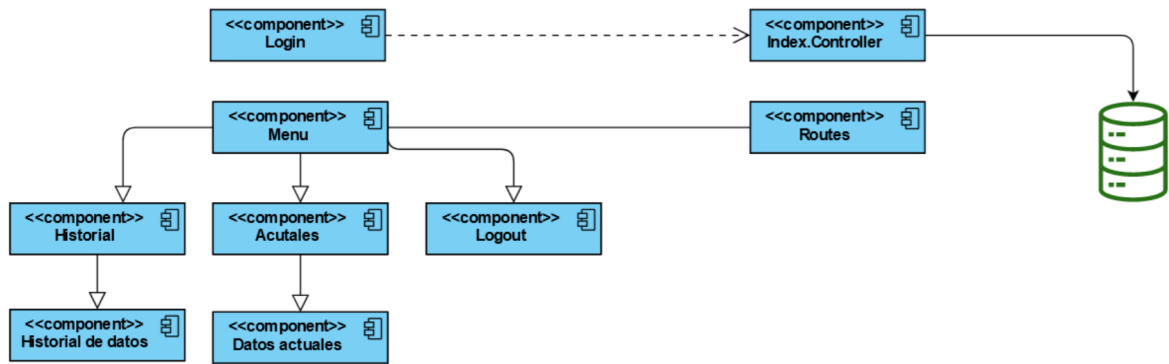 <<component>>
Login
<<component>>
Index.Controller
<<component>>
Menu
<<component>>
Routes
<<component>>
Historial
<<component>>
Acutales
<<component>>
Logout
<<component>>
Historial de datos
<<component>>
Datos actuales